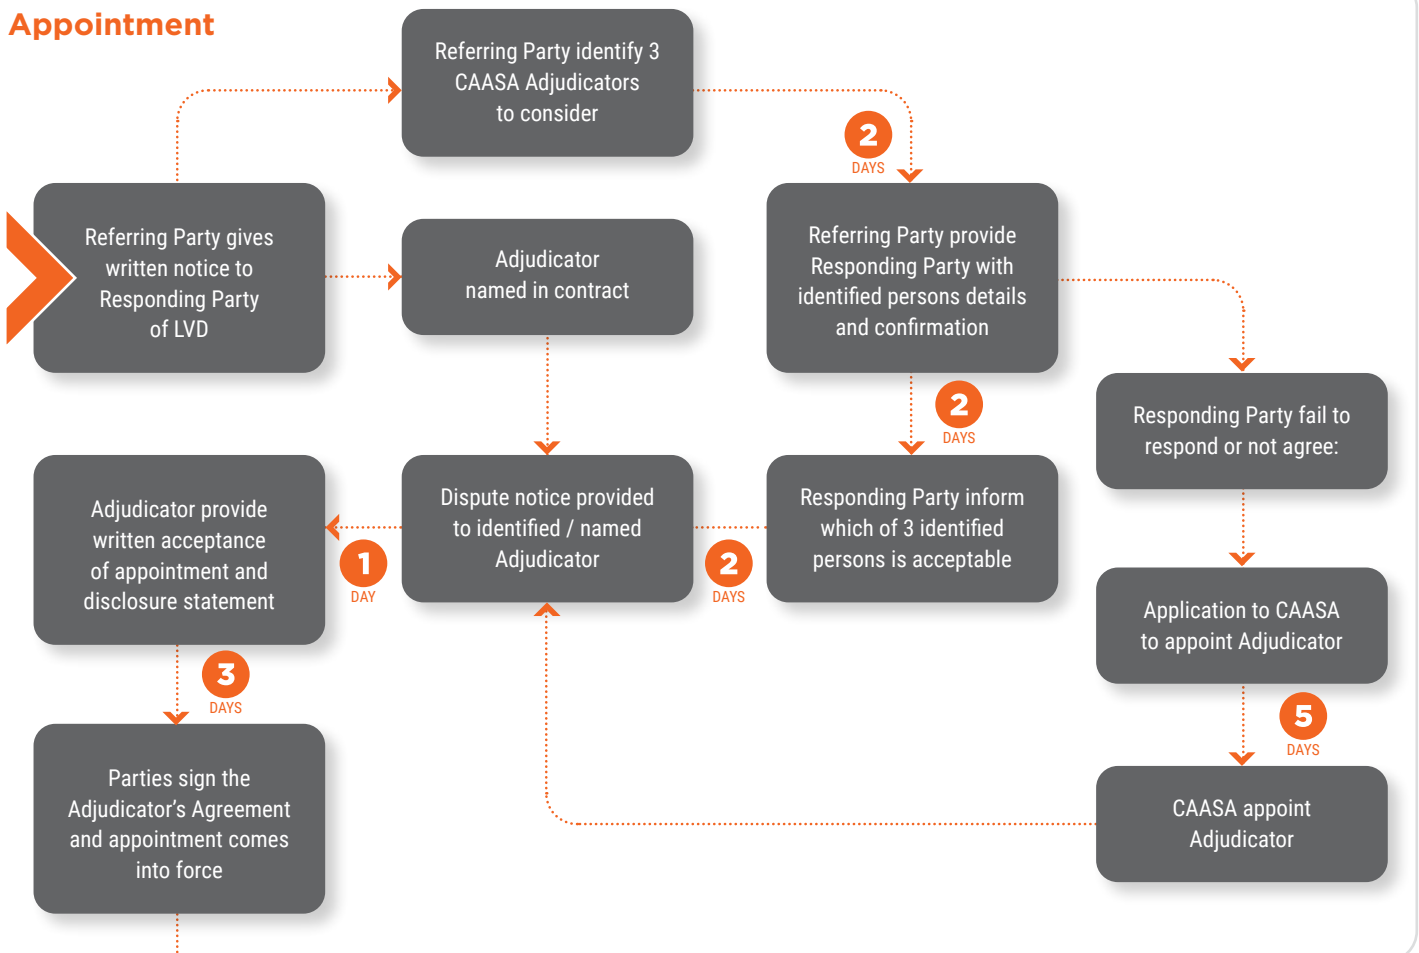 Appointment
Referring Party identify 3
CAASA Adjudicators
to consider
2
DAYS
Referring Party gives
written notice to
Responding Party
of LVD
Adjudicator
named in contract
Referring Party provide
Responding Party with
identified persons details
and confirmation
2
DAYS
Responding Party fail to
respond or not agree:
Adjudicator provide
written acceptance
of appointment and
disclosure statement
1
DAY
Dispute notice provided
to identified / named
Adjudicator
2
DAYS
Responding Party inform
which of 3 identified
persons is acceptable
Application to CAASA
to appoint Adjudicator
3
DAYS
5
DAYS
Parties sign the
Adjudicator’s Agreement
and appointment comes
into force
CAASA appoint
Adjudicator